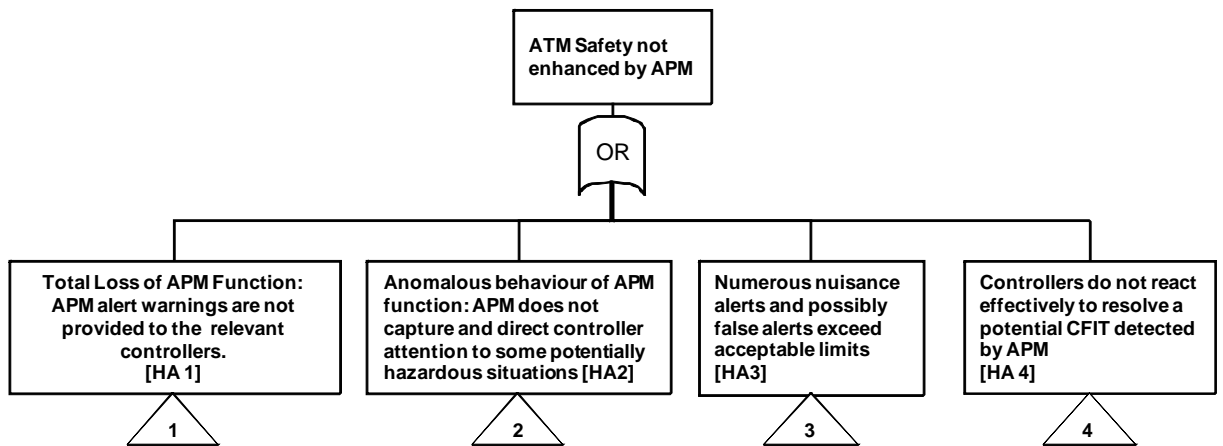 ATM Safety not
enhanced by APM
OR
Total Loss of APM Function:
APM alert warnings are not
provided to the relevant
controllers.
[HA 1]
Anomalous behaviour of APM
function: APM does not
capture and direct controller
attention to some potentially
hazardous situations [HA2]
Numerous nuisance
alerts and possibly
false alerts exceed
acceptable limits
[HA3]
Controllers do not react
effectively to resolve a
potential CFIT detected
by APM
[HA 4]
1
2
3
4